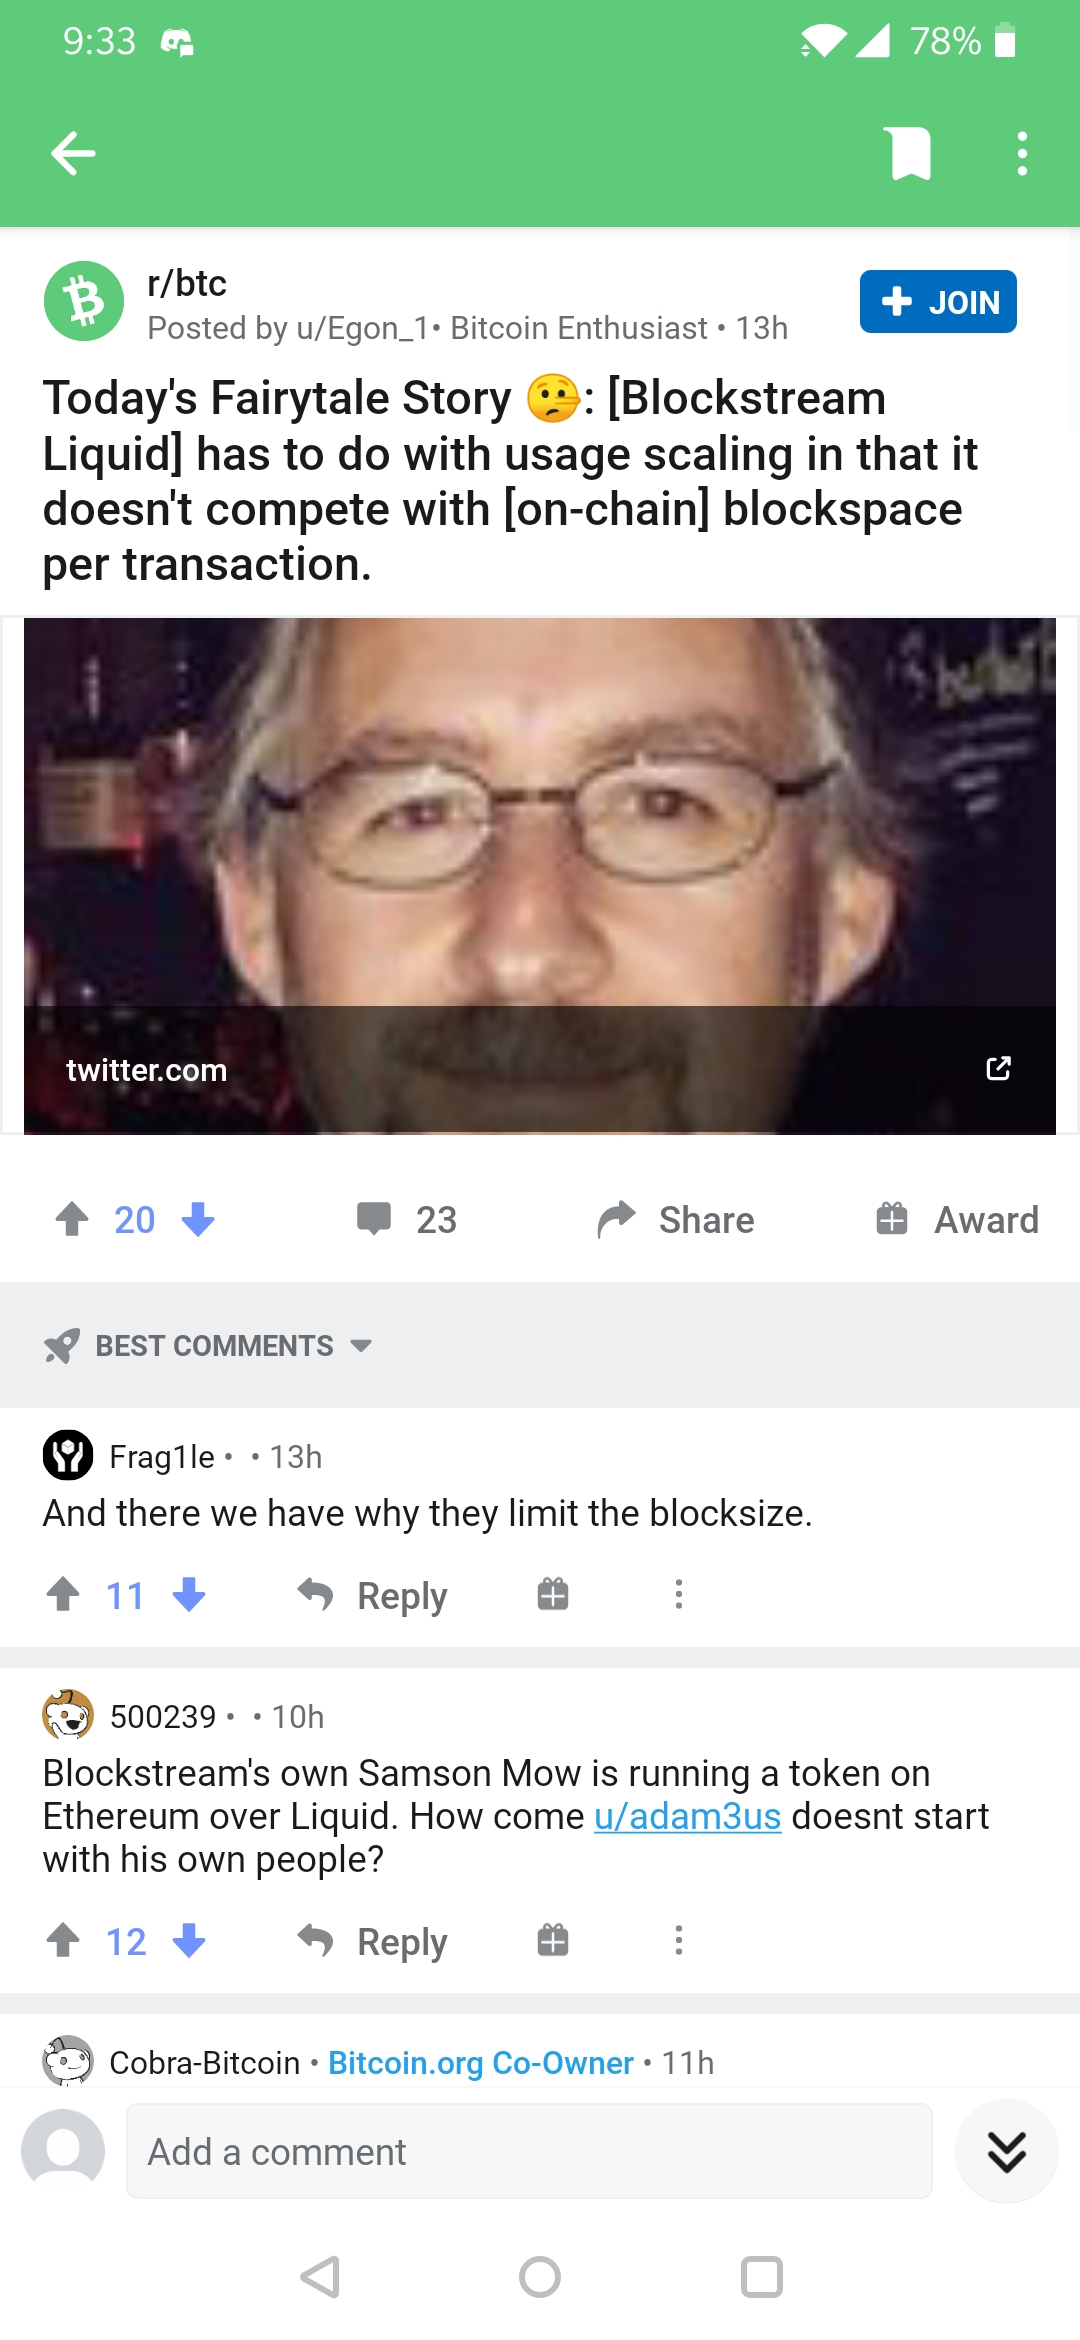 9:33
78%
r/btc
JOIN
Posted by u/Egon_1• Bitcoin Enthusiast • 13h
Today's Fairytale Story 🤥: [Blockstream
Liquid] has to do with usage scaling in that it
doesn't compete with [on-chain] blockspace
per transaction.
twitter.com
20
23
Share
Award
BEST COMMENTS
Frag1le • • 13h
And there we have why they limit the blocksize.
11
Reply
500239 • • 10h
Blockstream's own Samson Mow is running a token on
Ethereum over Liquid. How come u/adam3us doesnt start
with his own people?
12
Reply
Cobra-Bitcoin • Bitcoin.org Co-Owner • 11h
Add a comment